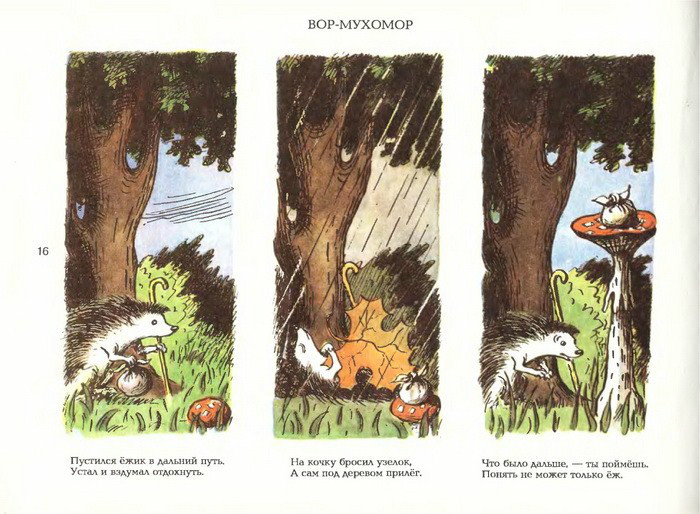 ВОР-МУХОМОР
16
Пустился ёжик в дальний путь.
Устал и вздумал отдохнуть.
На кочку бросил узелок,
А сам под деревом прилёг.
Что было дальше, — ты поймёшь.
Понять не может только ёж.